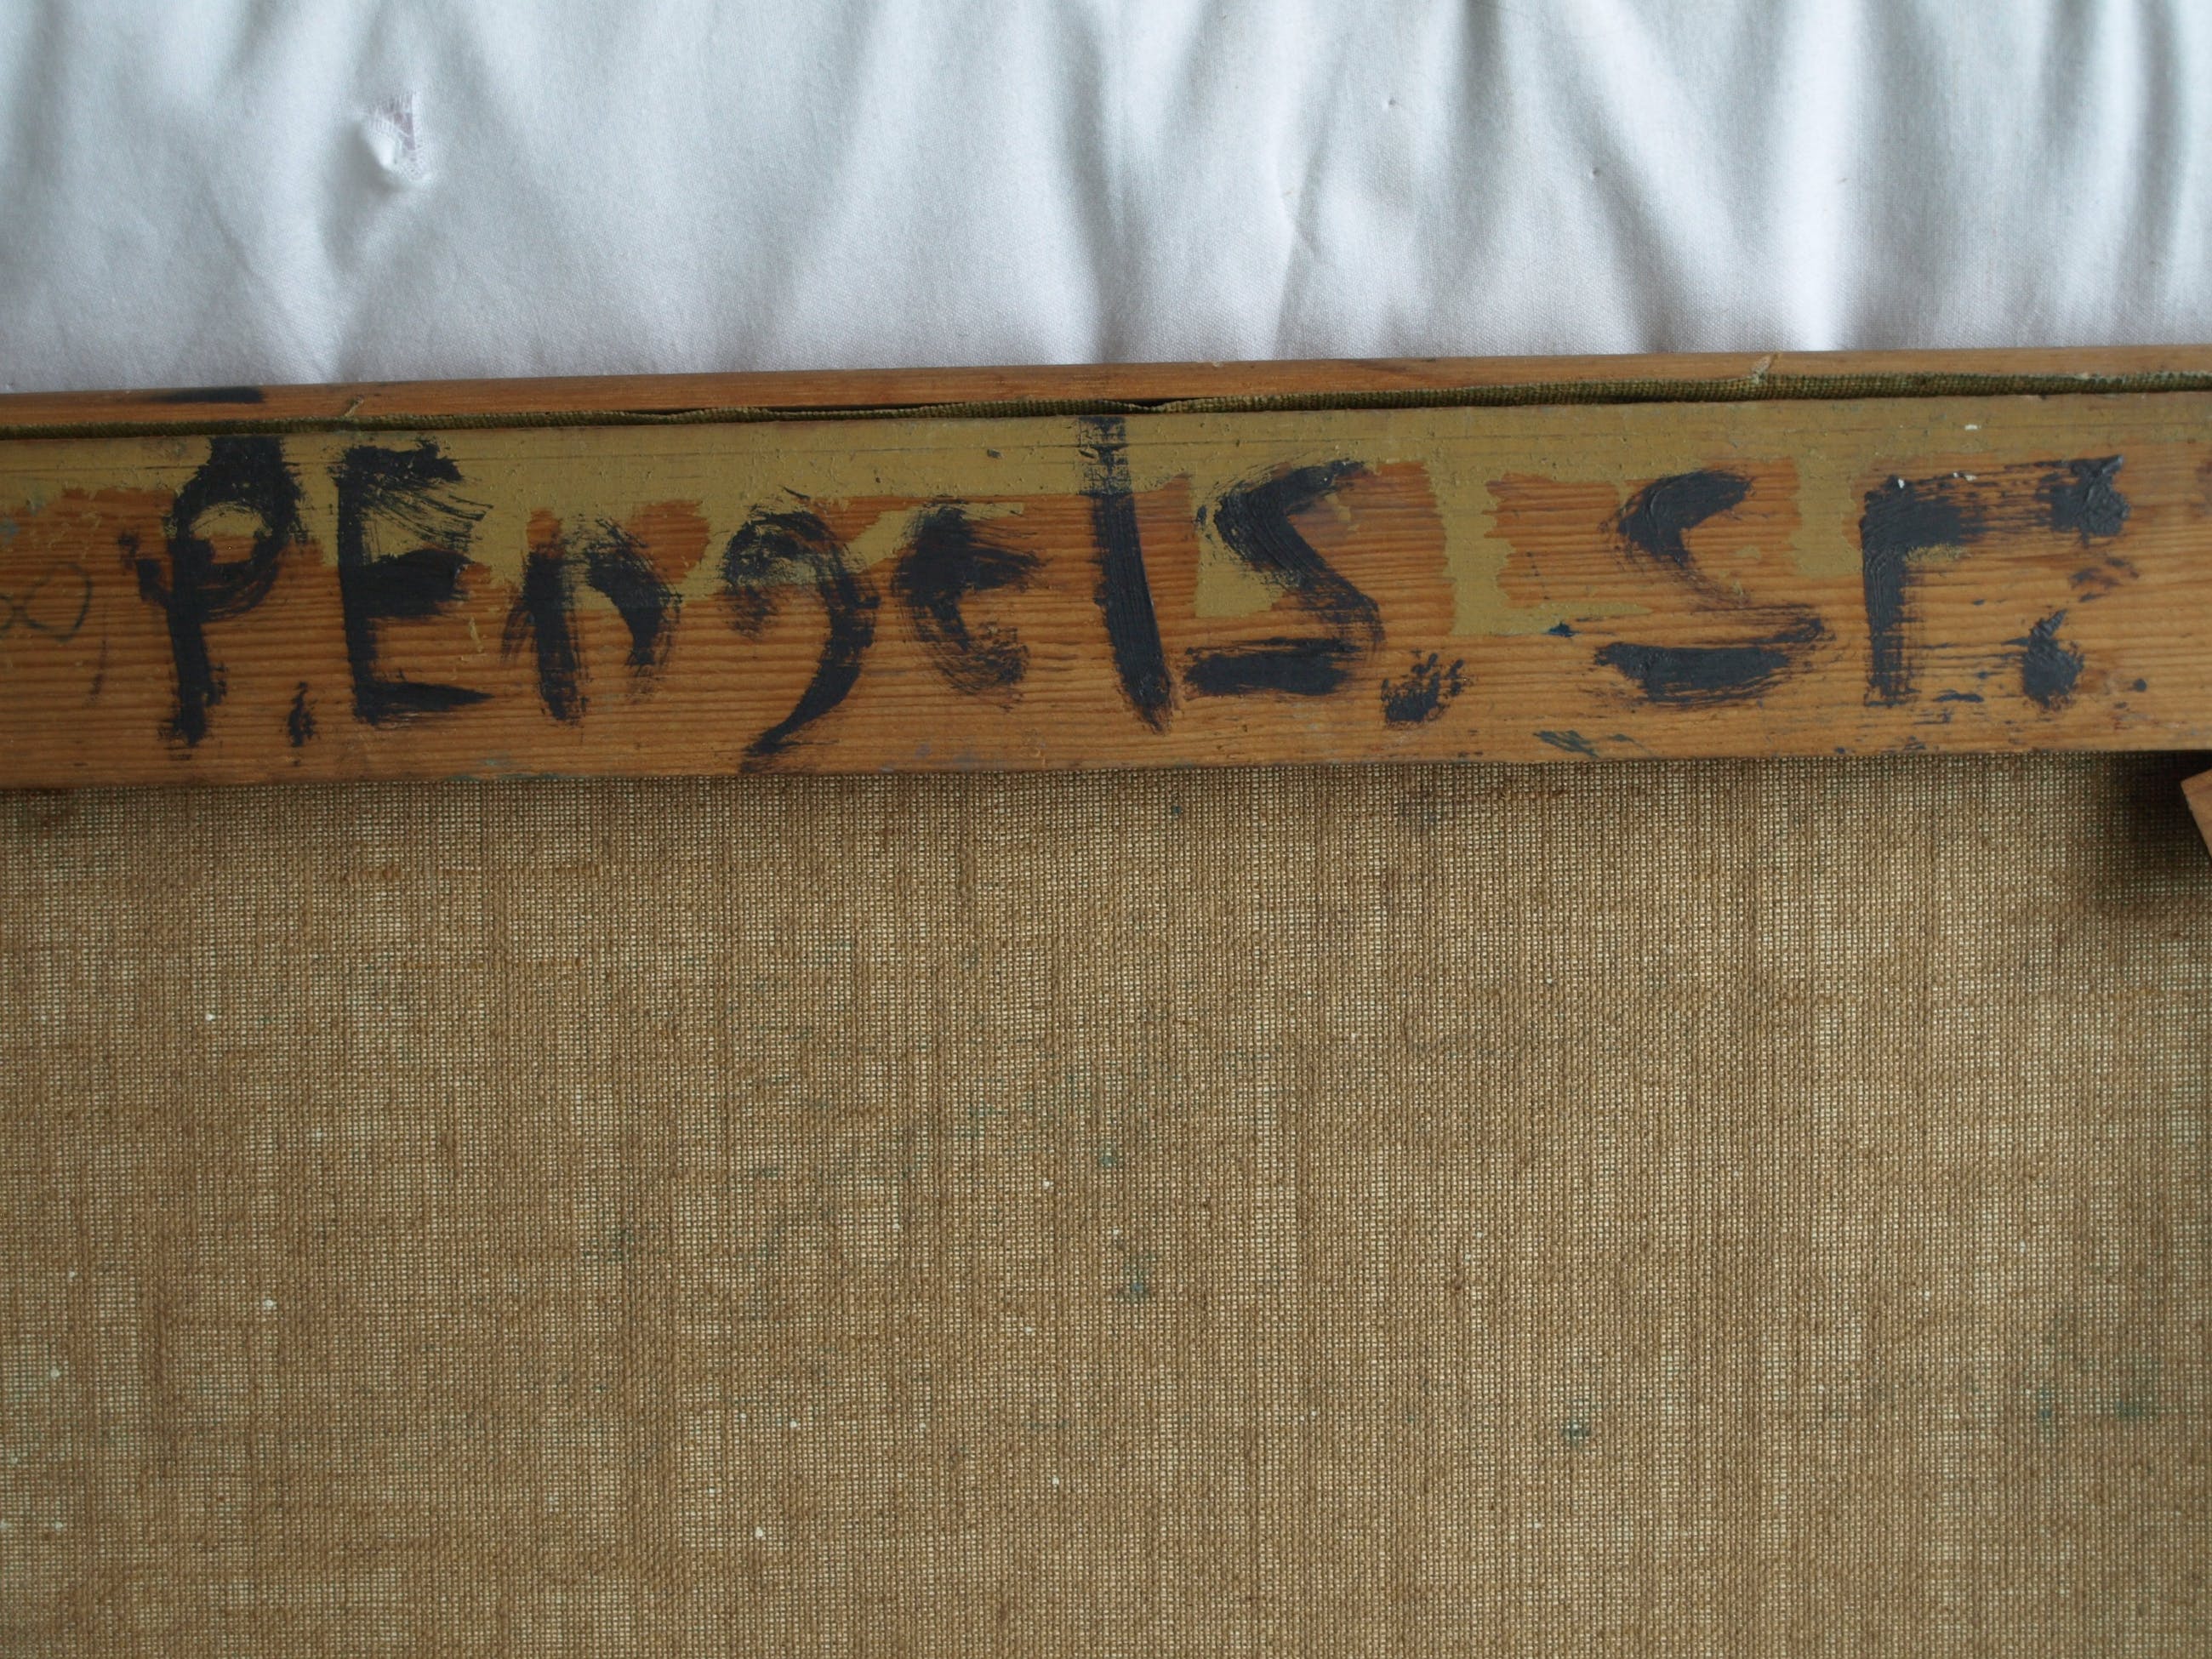 P. Engels. sr.